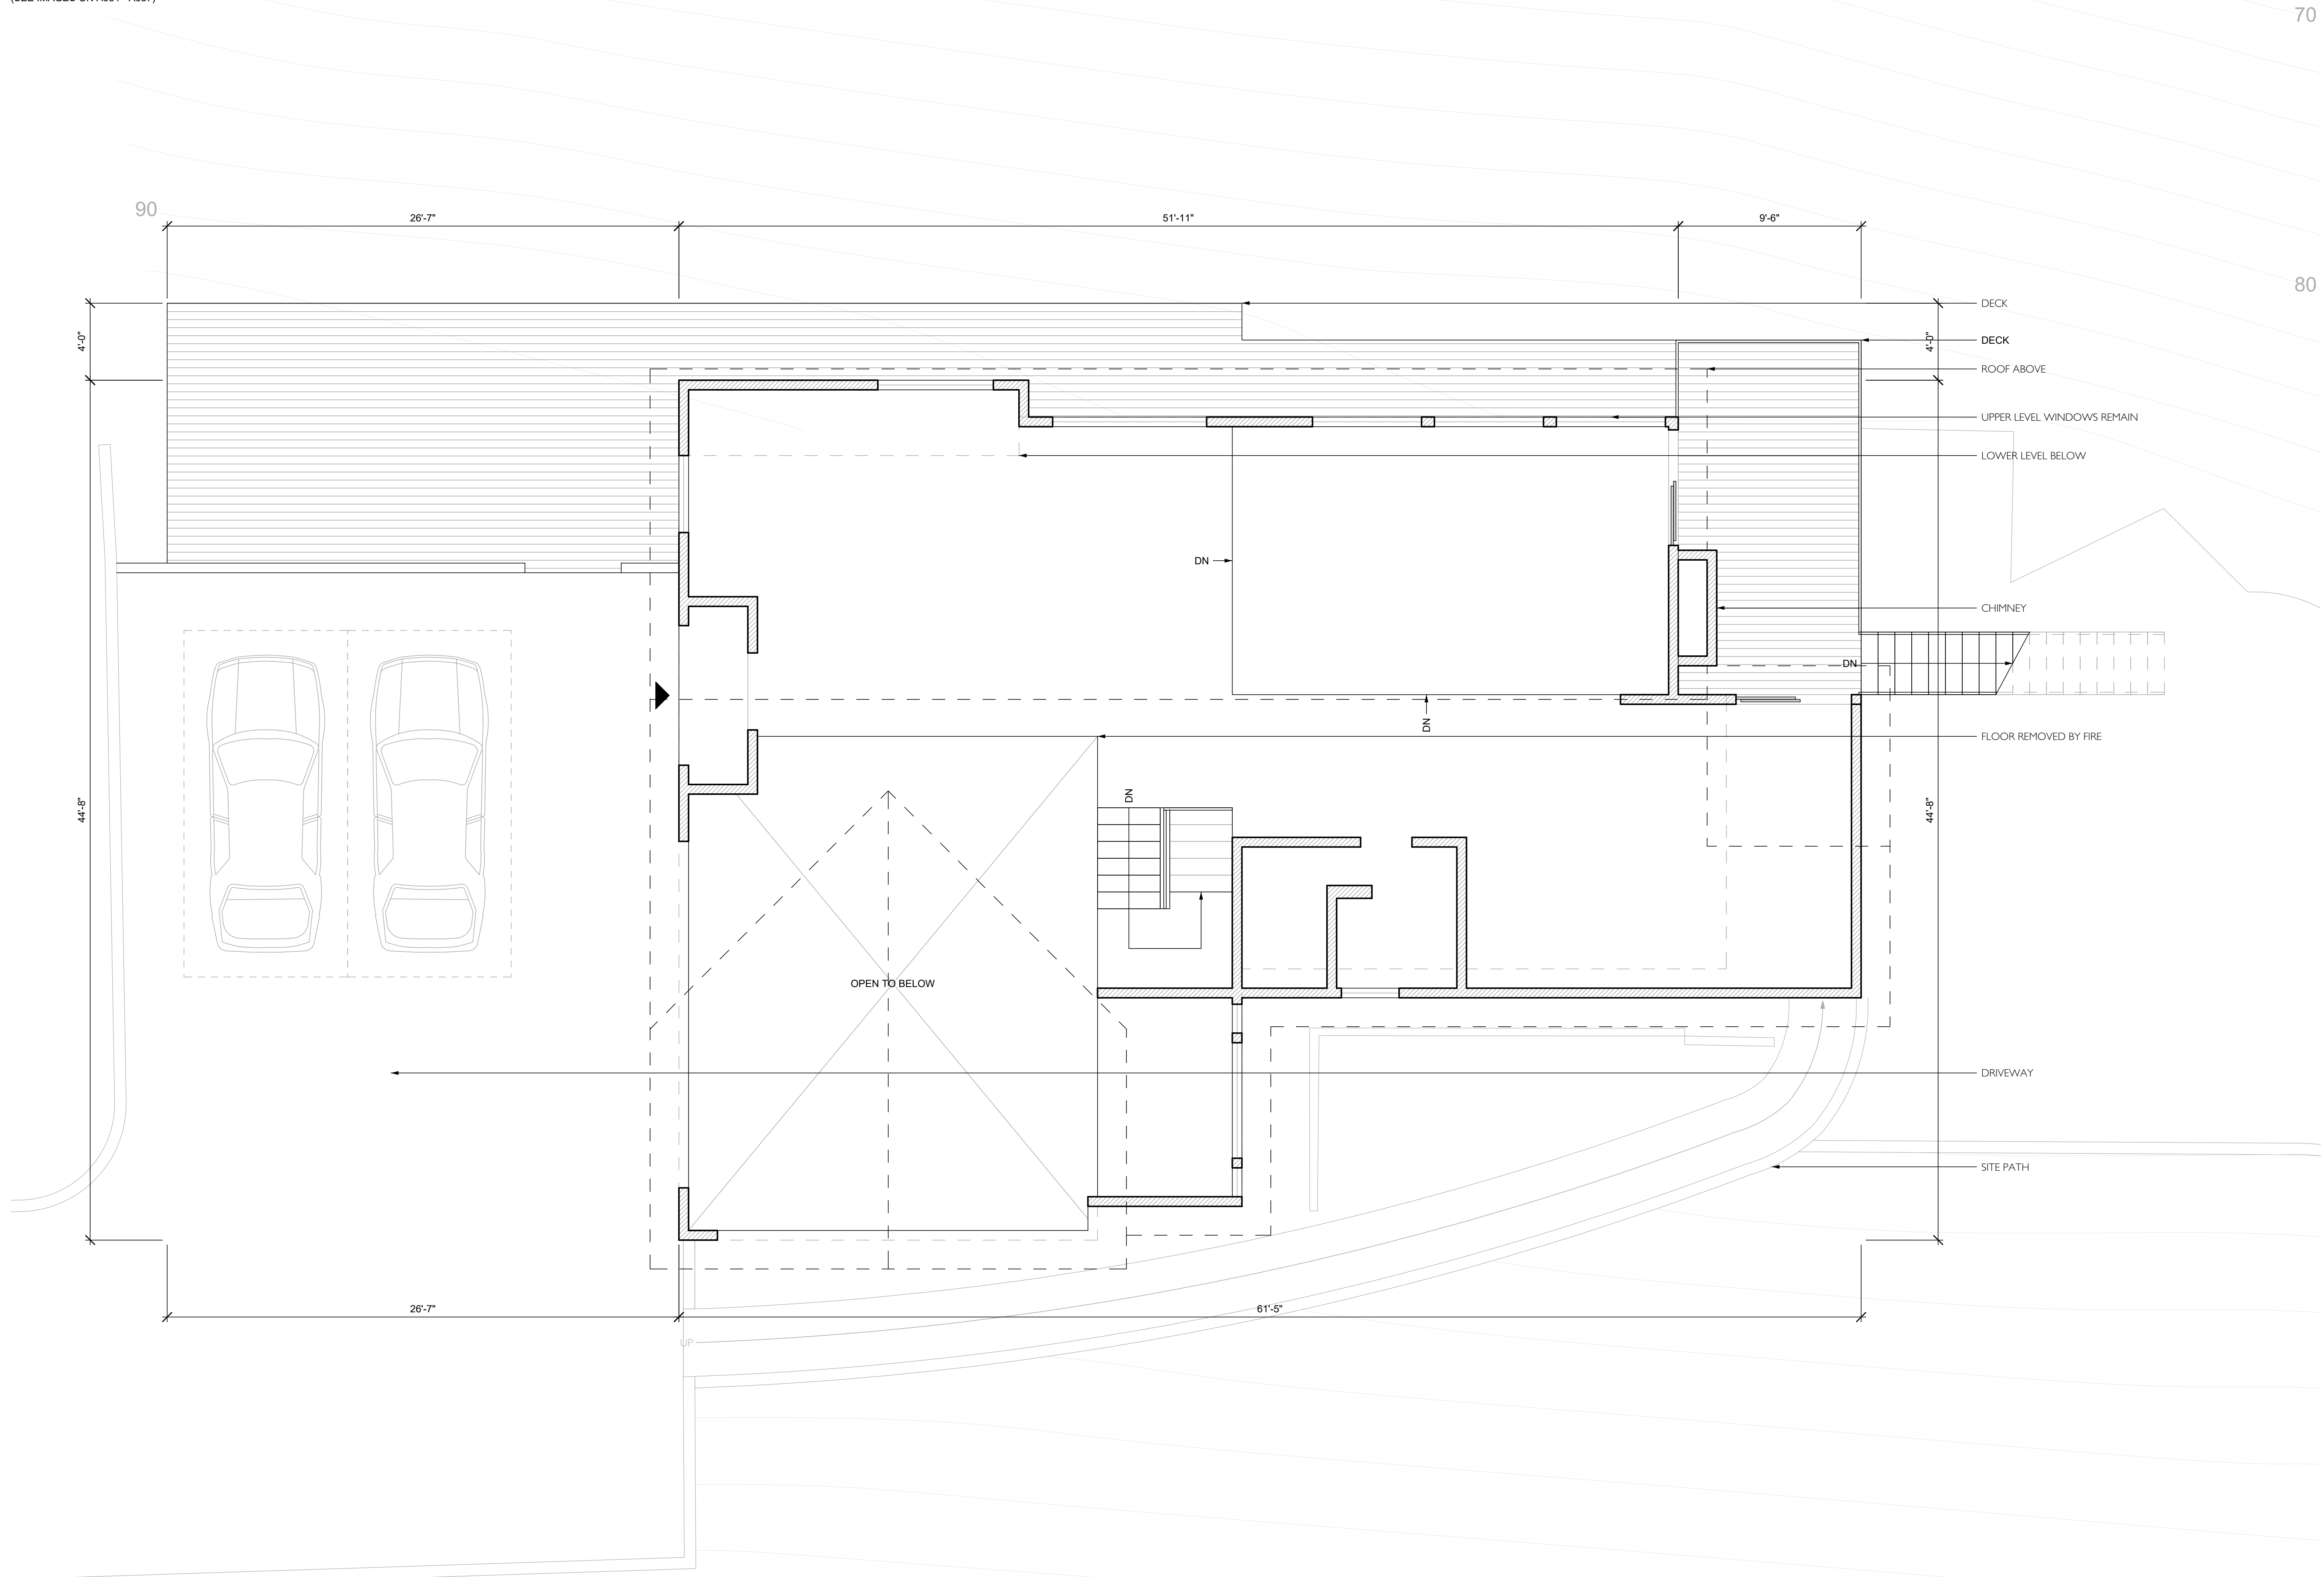 70
90
80
26'-7"
51'-11"
9'-6"
DECK
4'-0"
4'-0"
DECK
ROOF ABOVE
UPPER LEVEL WINDOWS REMAIN
LOWER LEVEL BELOW
DN
CHIMNEY
DN
DN
FLOOR REMOVED BY FIRE
DN
44'-8"
44'-8"
OPEN TO BELOW
DRIVEWAY
SITE PATH
26'-7"
61'-5"
UP